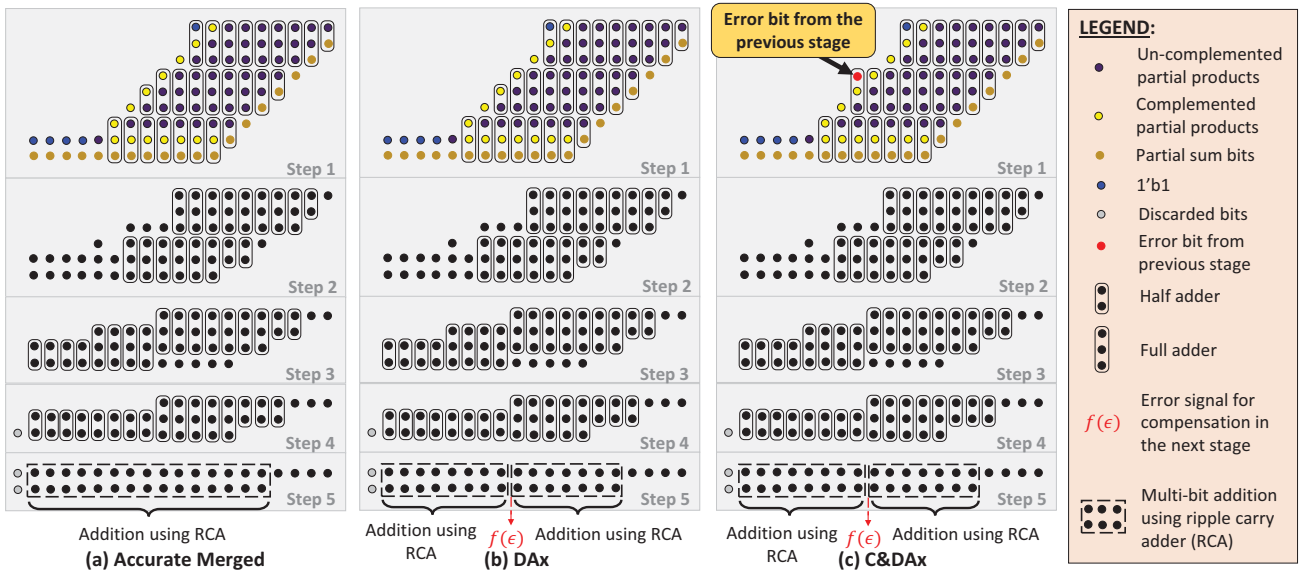 Step 1
Step 2
Step 3
Step 4
Step 5
Addition using RCA
(a) Accurate Merged
Step 1
Step 2
Step 3
Step 4
Step 5
Addition using
RCA
f(ϵ)
Addition using RCA
(b) DAx
Error bit from the
previous stage
Step 1
Step 2
Step 3
Step 4
Step 5
Addition using
RCA
f(ϵ)
Addition using RCA
(c) C&DAx
LEGEND:
Un-complemented
partial products
Complemented
partial products
Partial sum bits
1'b1
Discarded bits
Error bit from
previous stage
Half adder
Full adder
f(ϵ)
Error signal for
compensation in
the next stage
Multi-bit addition
using ripple carry
adder (RCA)